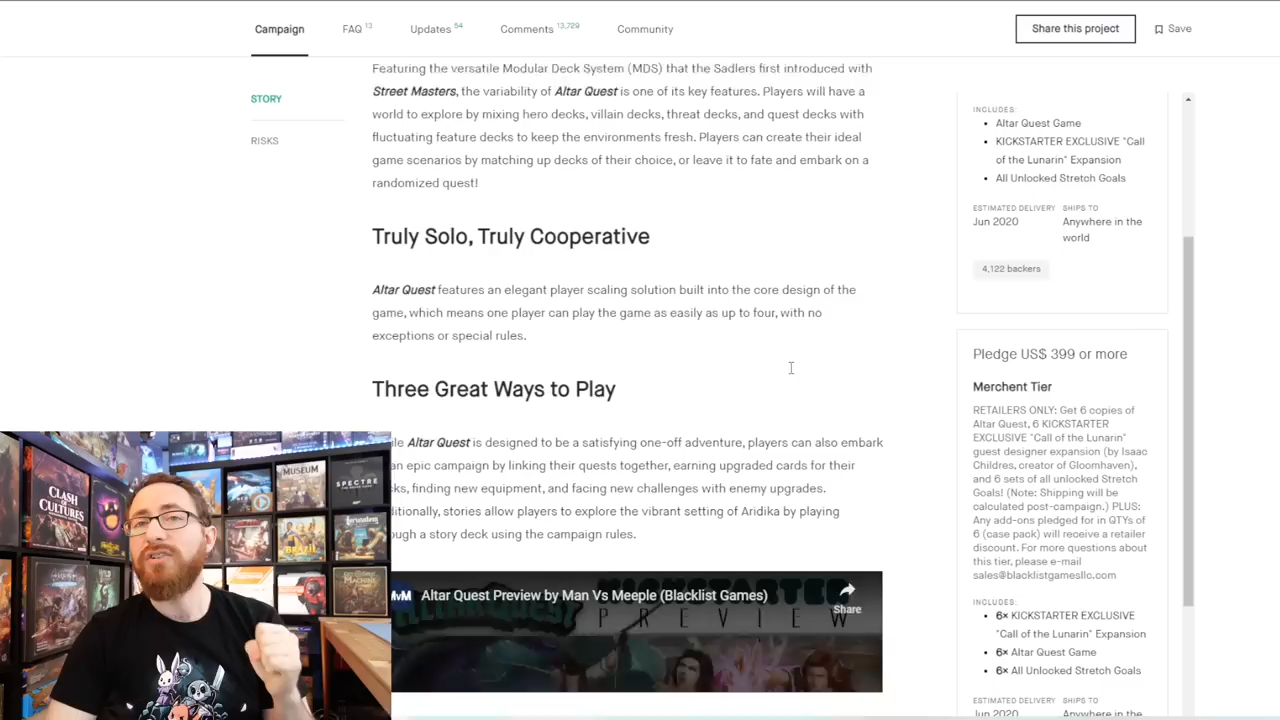 Campaign
FAQ 13
Updates 54
Comments 13,729
Community
Share this project
Save
STORY
RISKS
Featuring the versatile Modular Deck System (MDS) that the Sadlers first introduced with
Street Masters, the variability of Altar Quest is one of its key features. Players will have a
world to explore by mixing hero decks, villain decks, threat decks, and quest decks with
fluctuating feature decks to keep the environments fresh. Players can create their ideal
game scenarios by matching up decks of their choice, or leave it to fate and embark on a
randomized quest!
Truly Solo, Truly Cooperative
Altar Quest features an elegant player scaling solution built into the core design of the
game, which means one player can play the game as easily as up to four, with no
exceptions or special rules.
Three Great Ways to Play
Altar Quest is designed to be a satisfying one-off adventure, players can also embark
an epic campaign by linking their quests together, earning upgraded cards for their
finding new equipment, and facing new challenges with enemy upgrades.
stories allow players to explore the vibrant setting of Aridika by playing
a story deck using the campaign rules.
MvM
Altar Quest Preview by Man Vs Meeple (Blacklist Games)
Share
KICKSTARTER
PREVIEW
INCLUDES:
Altar Quest Game
KICKSTARTER EXCLUSIVE "Call
of the Lunarin" Expansion
All Unlocked Stretch Goals
ESTIMATED DELIVERY
Jun 2020
SHIPS TO
Anywhere in the
world
4,122 backers
Pledge US$ 399 or more
Merchent Tier
RETAILERS ONLY: Get 6 copies of
Altar Quest, 6 KICKSTARTER
EXCLUSIVE "Call of the Lunarin"
guest designer expansion (by Isaac
Childres, creator of Gloomhaven),
and 6 sets of all unlocked Stretch
Goals! (Note: Shipping will be
calculated post-campaign.) PLUS:
Any add-ons pledged for in QTYs of
6 (case pack) will receive a retailer
discount. For more questions about
this tier, please e-mail
sales@blacklistgamesllc.com
INCLUDES:
6× KICKSTARTER EXCLUSIVE
"Call of the Lunarin" Expansion
6× Altar Quest Game
6× All Unlocked Stretch Goals
ESTIMATED DELIVERY
Jun 2020
SHIPS TO
Anywhere in the
CLASH
OF
CULTURES
MUSEUM
SPECTRE
BRAZIL
Jerusalem